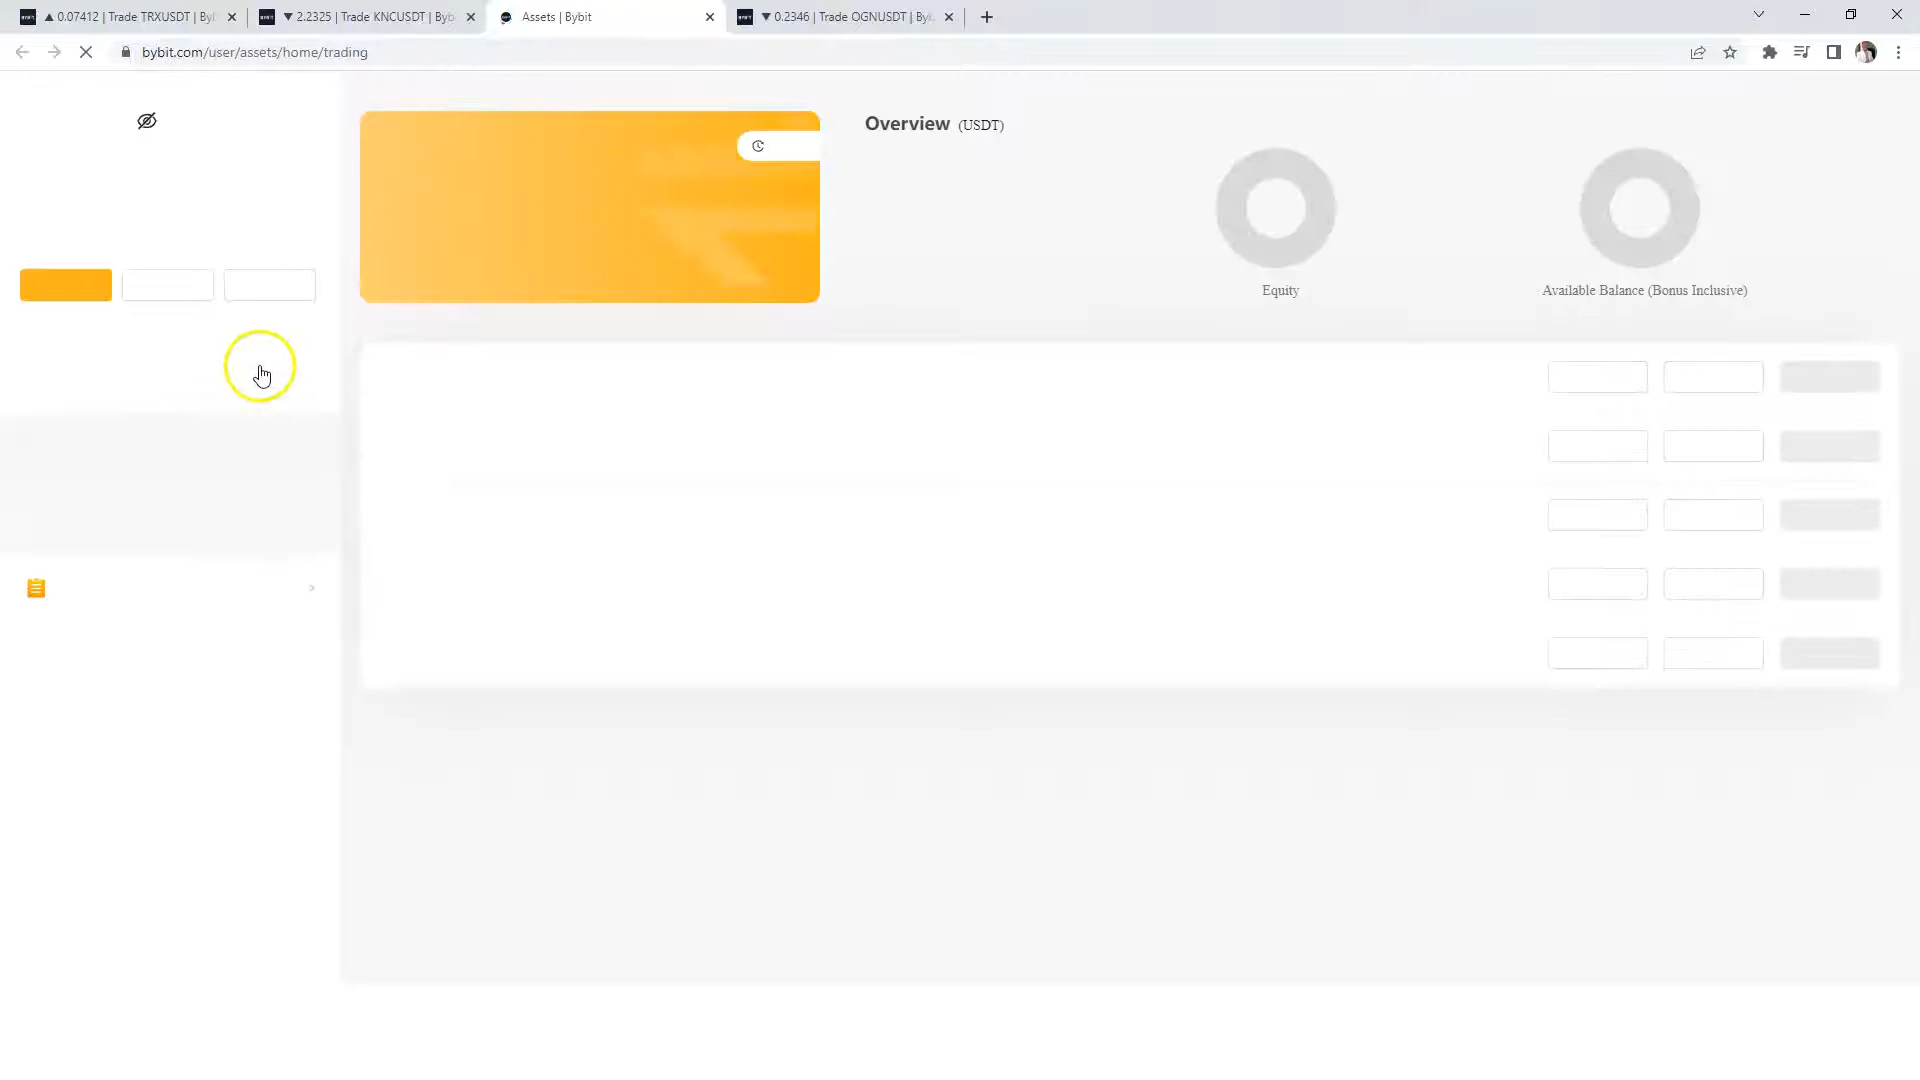 ▲ 0.07412 | Trade TRXUSDT | Byl
▼ 2.2325 | Trade KNCUSDT | Byb
Assets | Bybit
▼ 0.2346 | Trade OGNUSDT | By
bybit.com/user/assets/home/trading
Overview (USDT)
Equity
Available Balance (Bonus Inclusive)